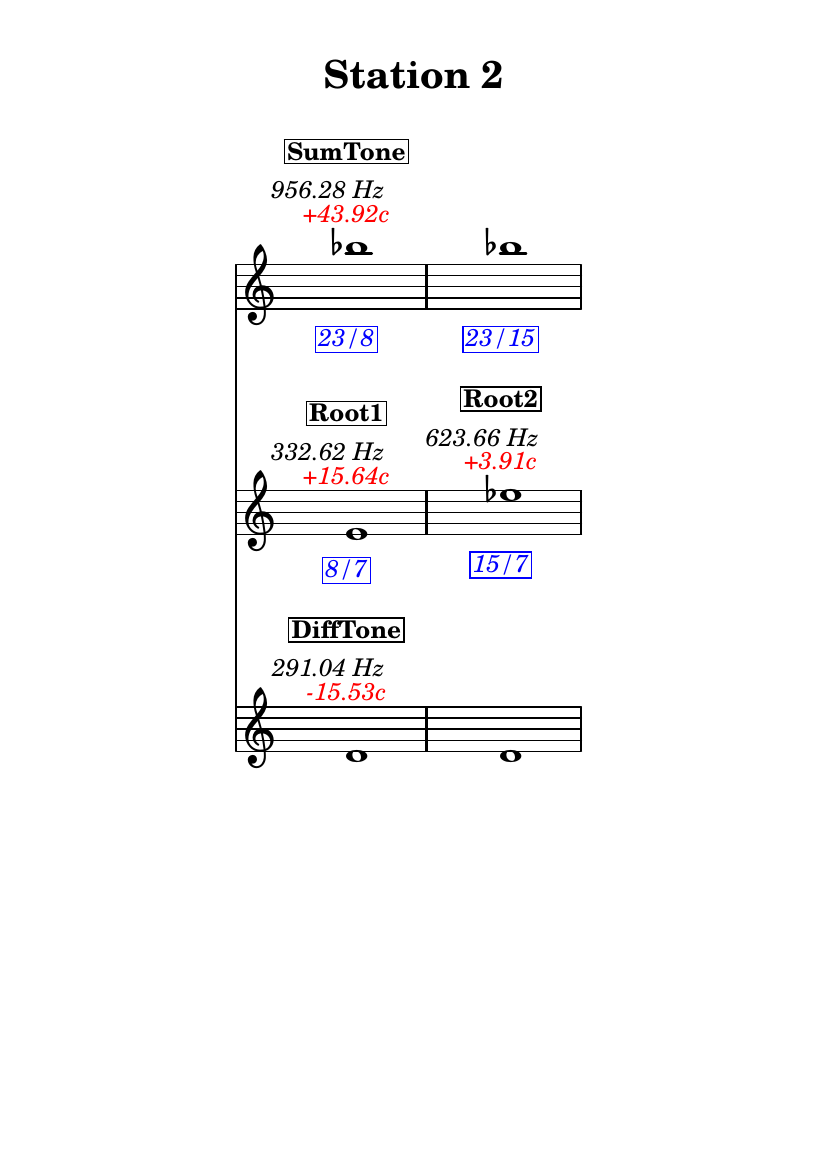 Station 2
SumTone
956.28 Hz
+43.92c
23/8
23/15
Root1
332.62 Hz
+15.64c
Root2
623.66 Hz
+3.91c
8/7
15/7
DiffTone
291.04 Hz
-15.53c